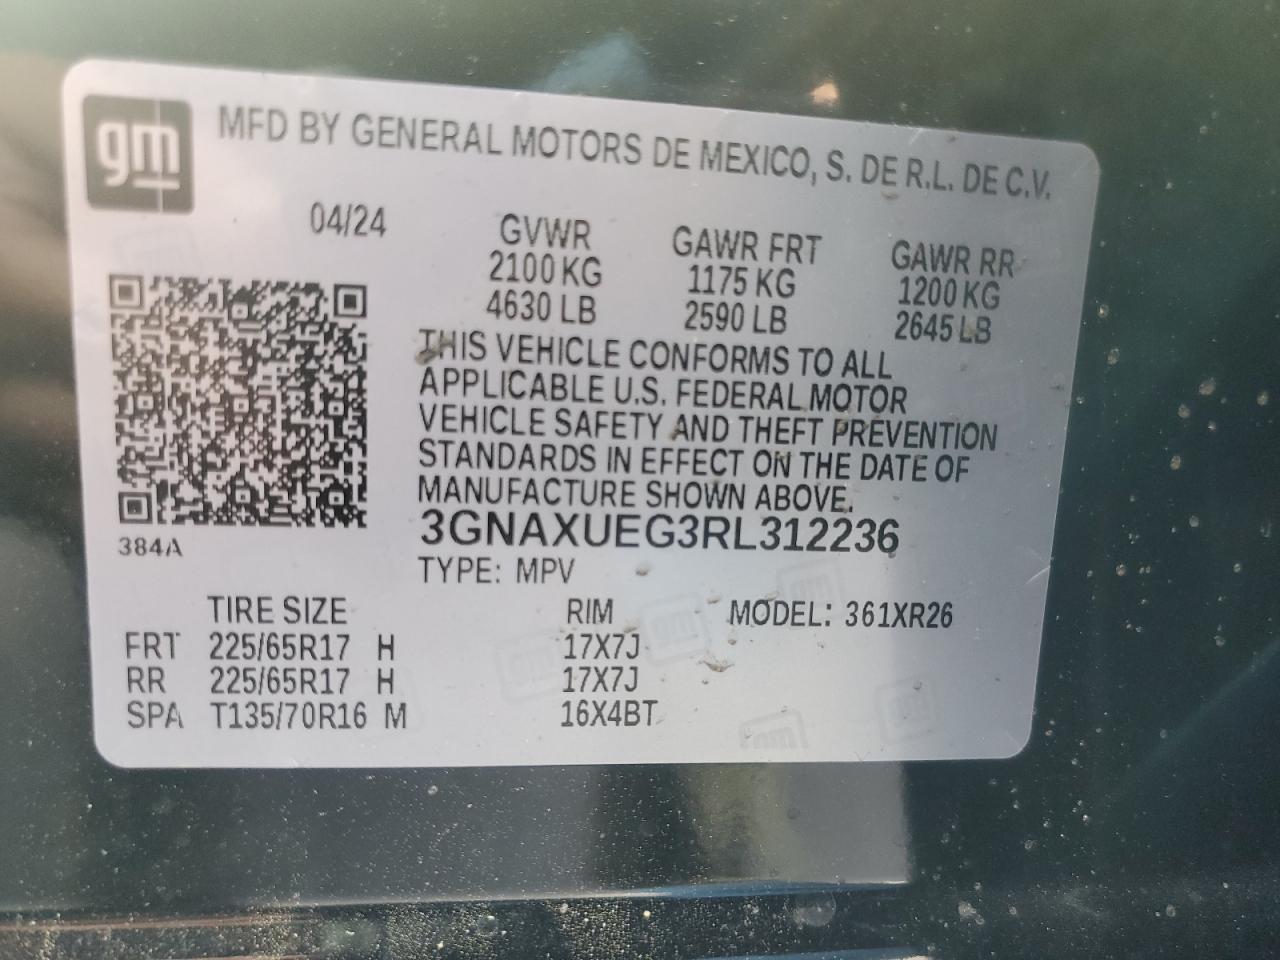 gm
MFD BY GENERAL MOTORS DE MEXICO, S. DE R.L. DE C.V.
04/24
GVWR
2100 KG
4630 LB
GAWR FRT
1175 KG
2590 LB
GAWR RR
1200 KG
2645 LB
THIS VEHICLE CONFORMS TO ALL
APPLICABLE U.S. FEDERAL MOTOR
VEHICLE SAFETY AND THEFT PREVENTION
STANDARDS IN EFFECT ON THE DATE OF
MANUFACTURE SHOWN ABOVE.
384A
3GNAXUEG3RL312236
TYPE: MPV
TIRE SIZE RIM MODEL: 361XR26
FRT 225/65R17 H 17X7J
RR 225/65R17 H 17X7J
SPA T135/70R16 M 16X4BT